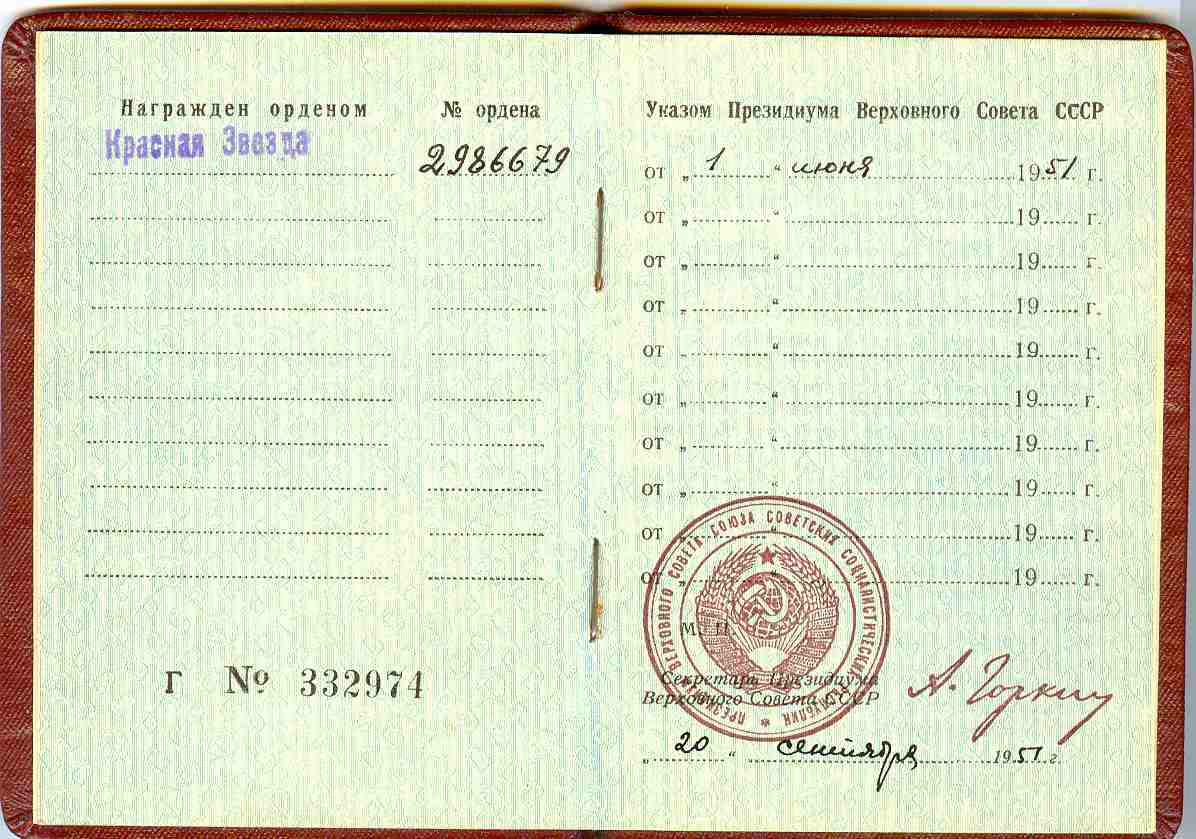 Награжден орденом
Красная Звезда
№ ордена
2986679
Г № 332974
Указом Президиума Верховного Совета СССР
от „ 1 “ июня 1951 г.
от „ “ 19 г.
от „ “ 19 г.
от „ “ 19 г.
от „ “ 19 г.
от „ “ 19 г.
от „ “ 19 г.
от „ “ 19 г.
от „ “ 19 г.
от „ “ 19 г.
ПРЕЗИДИУМ ВЕРХОВНОГО СОВЕТА СОЮЗА СОВЕТСКИХ СОЦИАЛИСТИЧЕСКИХ РЕСПУБЛИК
М. П
Секретарь Президиума
Верховного Совета СССР
А. Горкин
„ 20 “ сентября 1951 г.